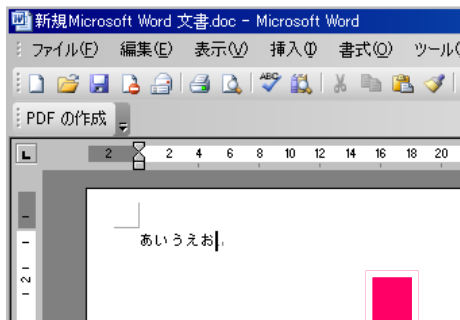 新規Microsoft Word 文書.doc - Microsoft Word
ファイル(F) 編集(E) 表示(V) 挿入(I) 書式(O) ツール(
ABC
PDF の作成
L 2 2 4 6 8 10 12 14 16 18 20
あいうえお
2